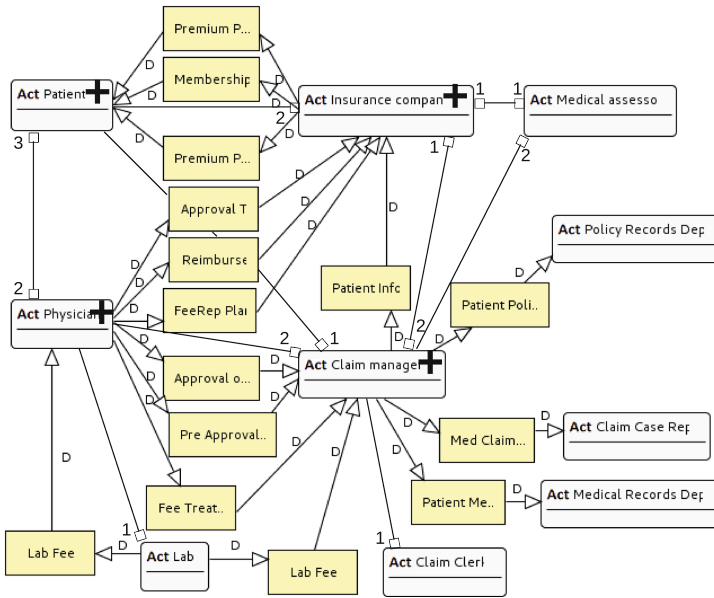 Premium P...
D
D
Membership
D
Act Patient
D
D
2
Act Insurance compan
1
1
Act Medical assesso
3
D
D
Premium P...
1
2
D
Approval T
D
D
Act Policy Records Dep
D
Reimburse
D
D
D
D
Patient Info
Patient Poli..
2
Act Physician
D
FeeRep Plan
D
2
1
D
2
D
D
Act Claim manager
Approval o...
D
D
D
Pre Approval..
D
D
D
Med Claim...
D
Act Claim Case Rep
D
D
D
D
Fee Treat..
Patient Me..
D
Act Medical Records Dep
1
1
Lab Fee
D
Act Lab
D
Lab Fee
Act Claim Clerk